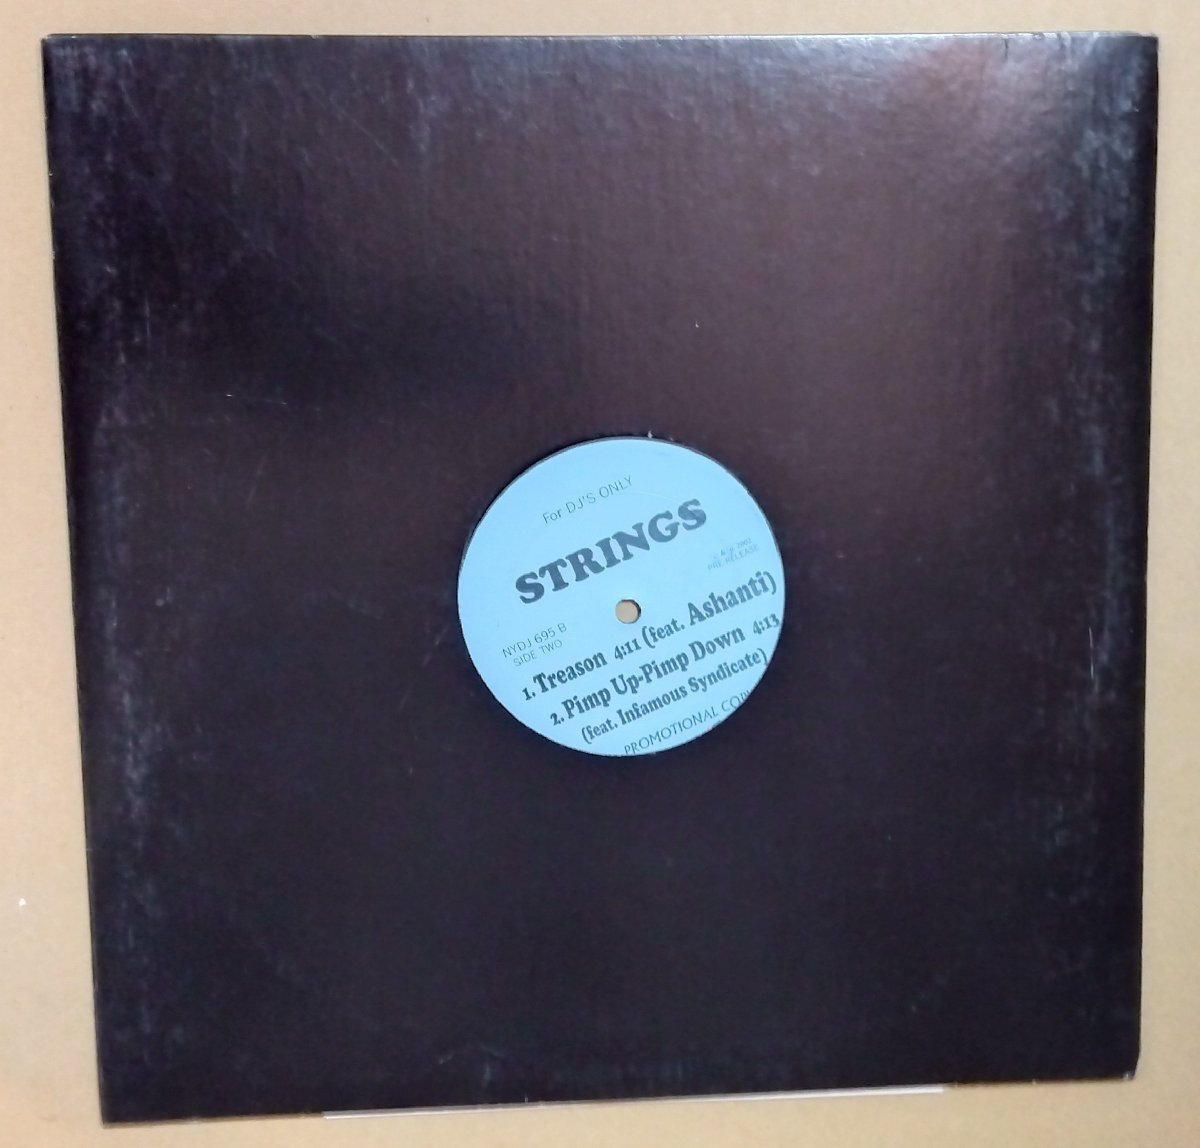 For DJ'S ONLY
STRINGS
PRE RELEASE
NYDJ 695 B
SIDE TWO
1. Treason 4:11 (feat. Ashanti)
2. Pimp Up-Pimp Down 4:13
(feat. Infamous Syndicate)
PROMOTIONAL COPY